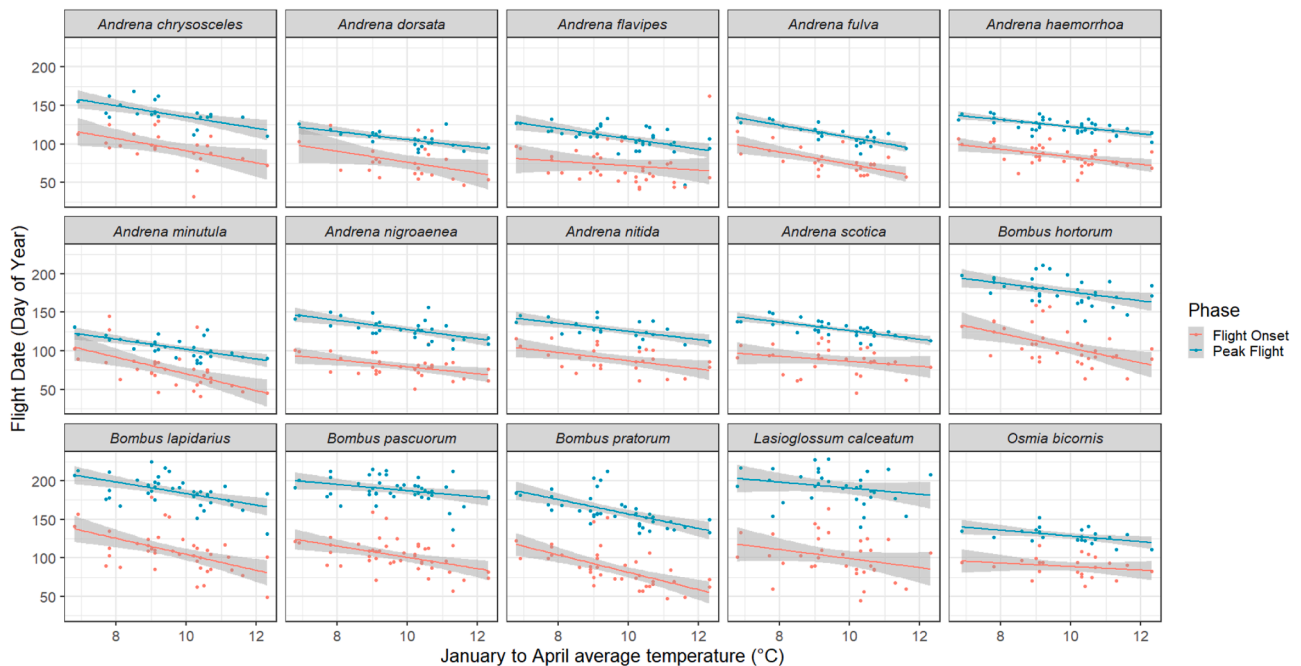 Andrena chrysosceles Andrena dorsata Andrena flavipes Andrena fulva Andrena haemorrhoa
200
150
100
50
Andrena minutula Andrena nigroaenea Andrena nitida Andrena scotica Bombus hortorum
200
150
100
50
Bombus lapidarius Bombus pascuorum Bombus pratorum Lasioglossum calceatum Osmia bicornis
200
150
100
50
8 10 12 8 10 12 8 10 12 8 10 12 8 10 12
January to April average temperature (°C)
Flight Date (Day of Year)
Phase
Flight Onset
Peak Flight